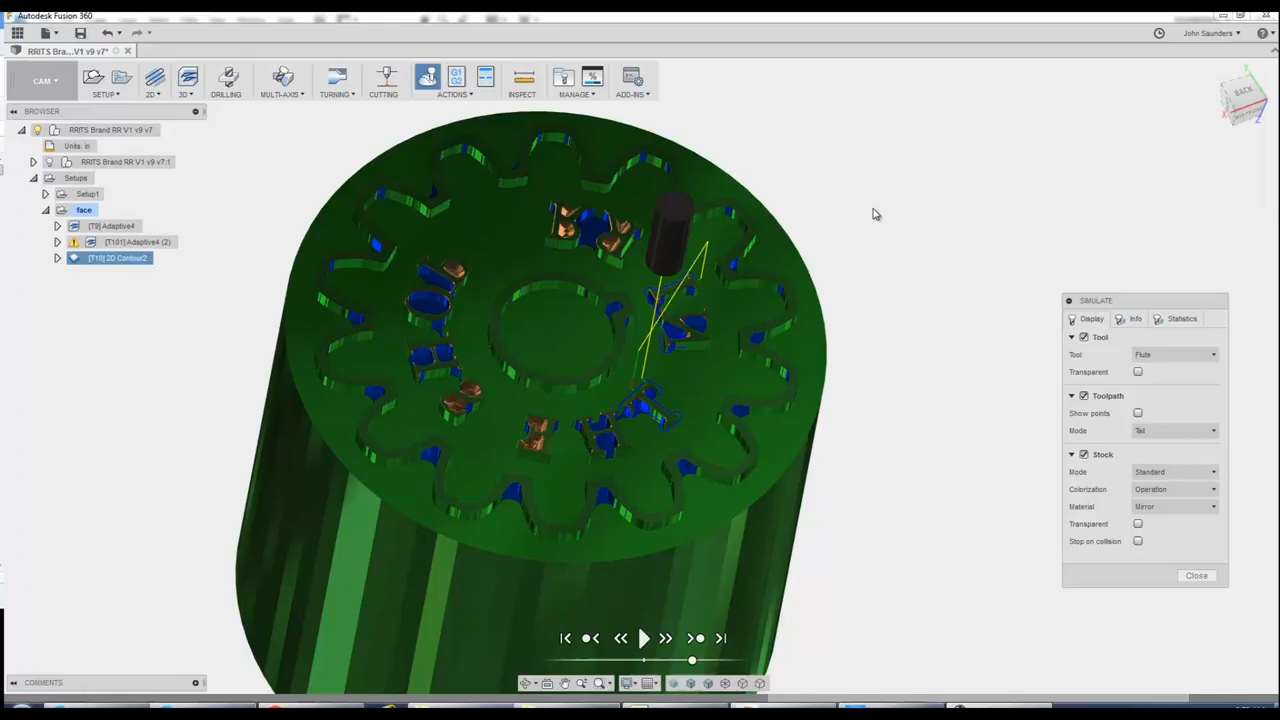 Autodesk Fusion 360
John Saunders
RRITS Bra...V1 v9 v7*
CAM
G1
G2
%
SETUP
2D
3D
DRILLING
MULTI-AXIS
TURNING
CUTTING
ACTIONS
INSPECT
MANAGE
ADD-INS
BROWSER
RRITS Brand RR V1 v9 v7
Units: in
RRITS Brand RR V1 v9 v7:1
Setups
Setup1
face
[T9] Adaptive4
[T101] Adaptive4 (2)
[T10] 2D Contour2
BACK
X
Y
Z
SIMULATE
Display
Info
Statistics
Tool
Tool Flute
Transparent
Toolpath
Show points
Mode Tail
Stock
Mode Standard
Colorization Operation
Material Mirror
Transparent
Stop on collision
Close
COMMENTS